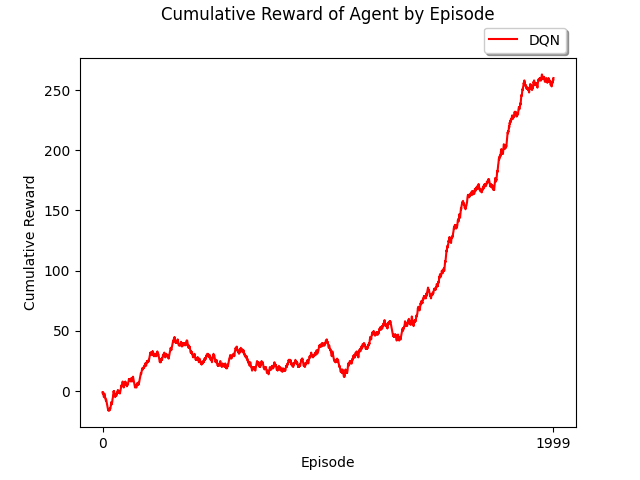 Cumulative Reward of Agent by Episode
DQN
250
200
150
100
50
0
Cumulative Reward
0
1999
Episode